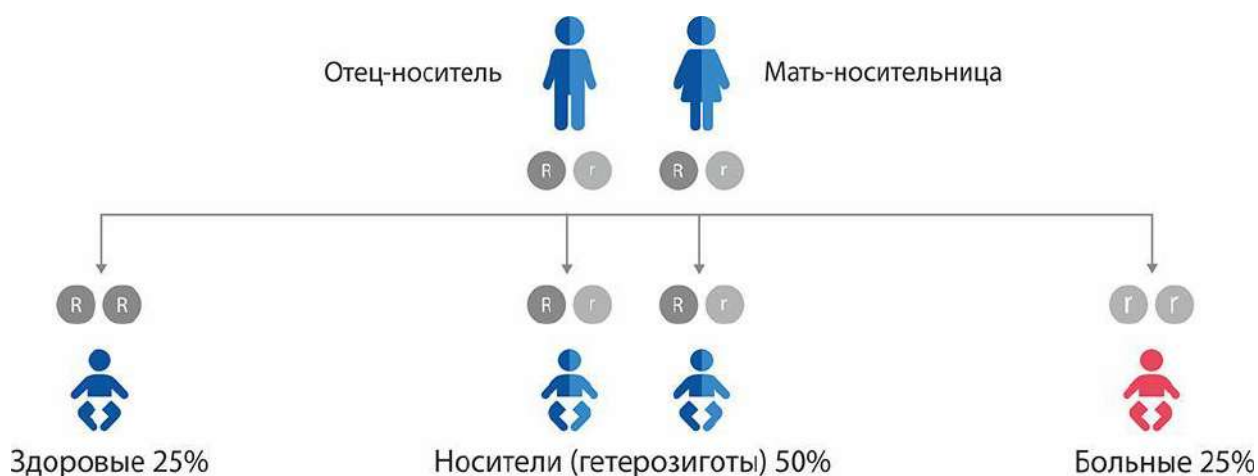 Отец-носитель
Мать-носительница
R r R r
R R R r R r r r
Здоровые 25%
Носители (гетерозиготы) 50%
Больные 25%